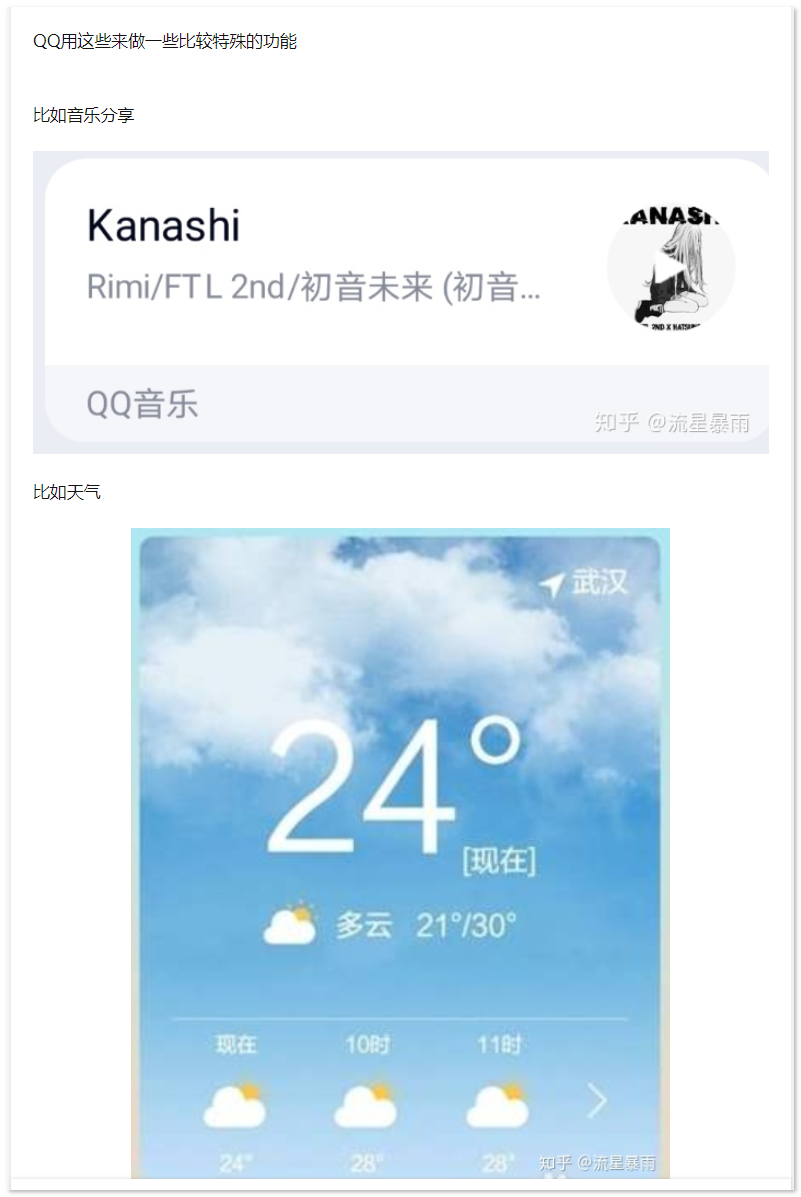 QQ用这些来做一些比较特殊的功能
比如音乐分享
Kanashi
Rimi/FTL 2nd/初音未来 (初音...
QQ音乐
知乎 @流星暴雨
比如天气
武汉
24°
[现在]
多云 21°/30°
现在 10时 11时
24° 28° 28°
知乎 @流星暴雨